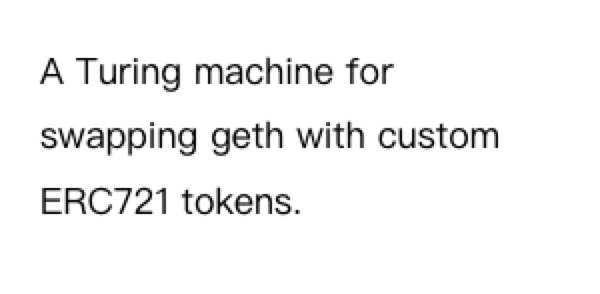 A Turing machine for
swapping geth with custom
ERC721 tokens.